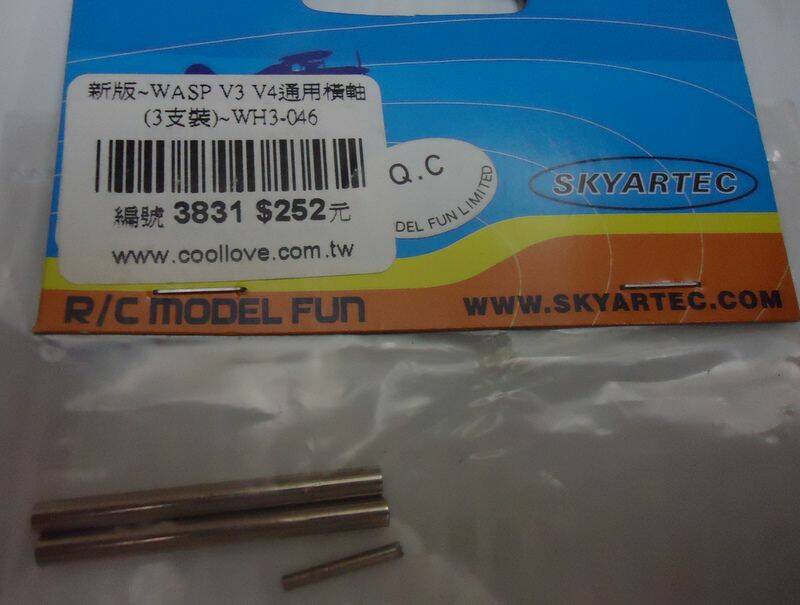 新版~WASP V3 V4通用橫軸
(3支裝)~WH3-046
編號 3831 $252元
www.coollove.com.tw
Q.C
DEL FUN LIMITED
SKYARTEC
R/C MODEL FUN
WWW.SKYARTEC.COM